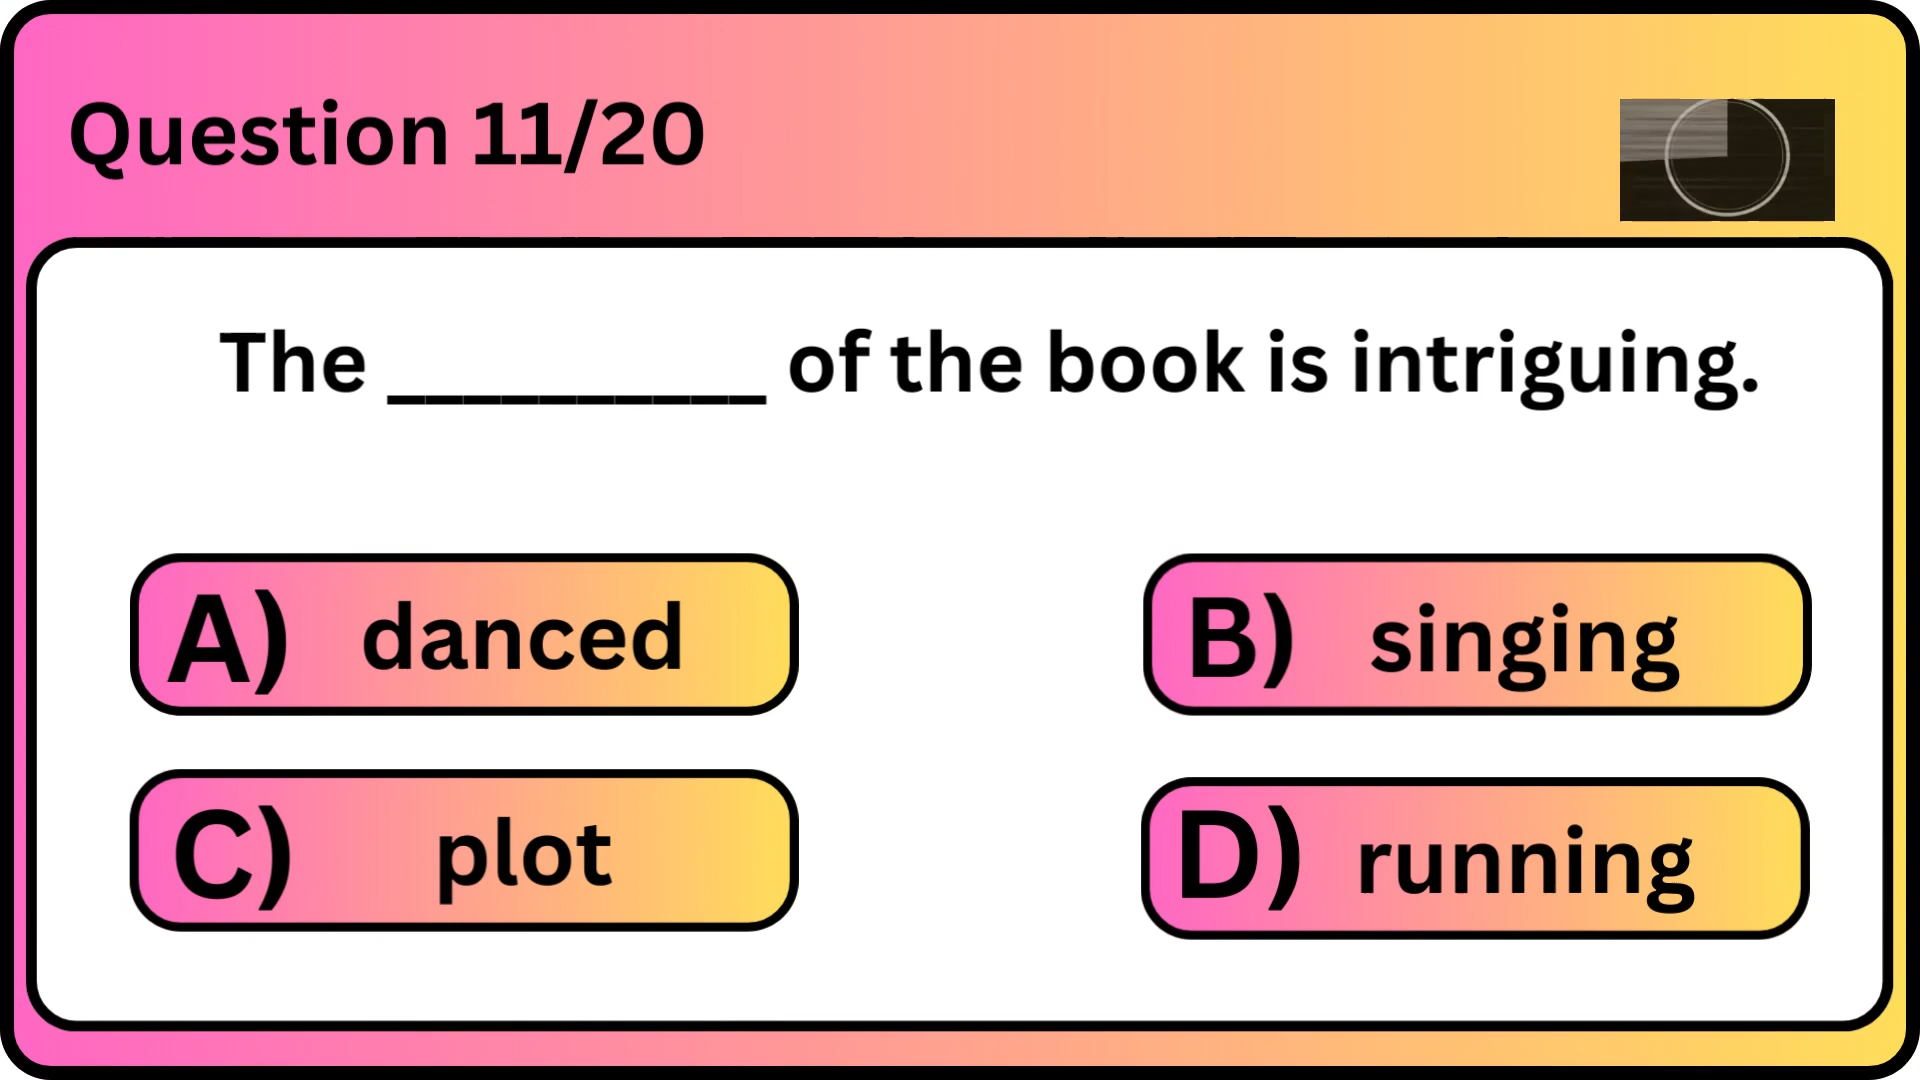 Question 11/20
The __________ of the book is intriguing.
A) danced
B) singing
C) plot
D) running